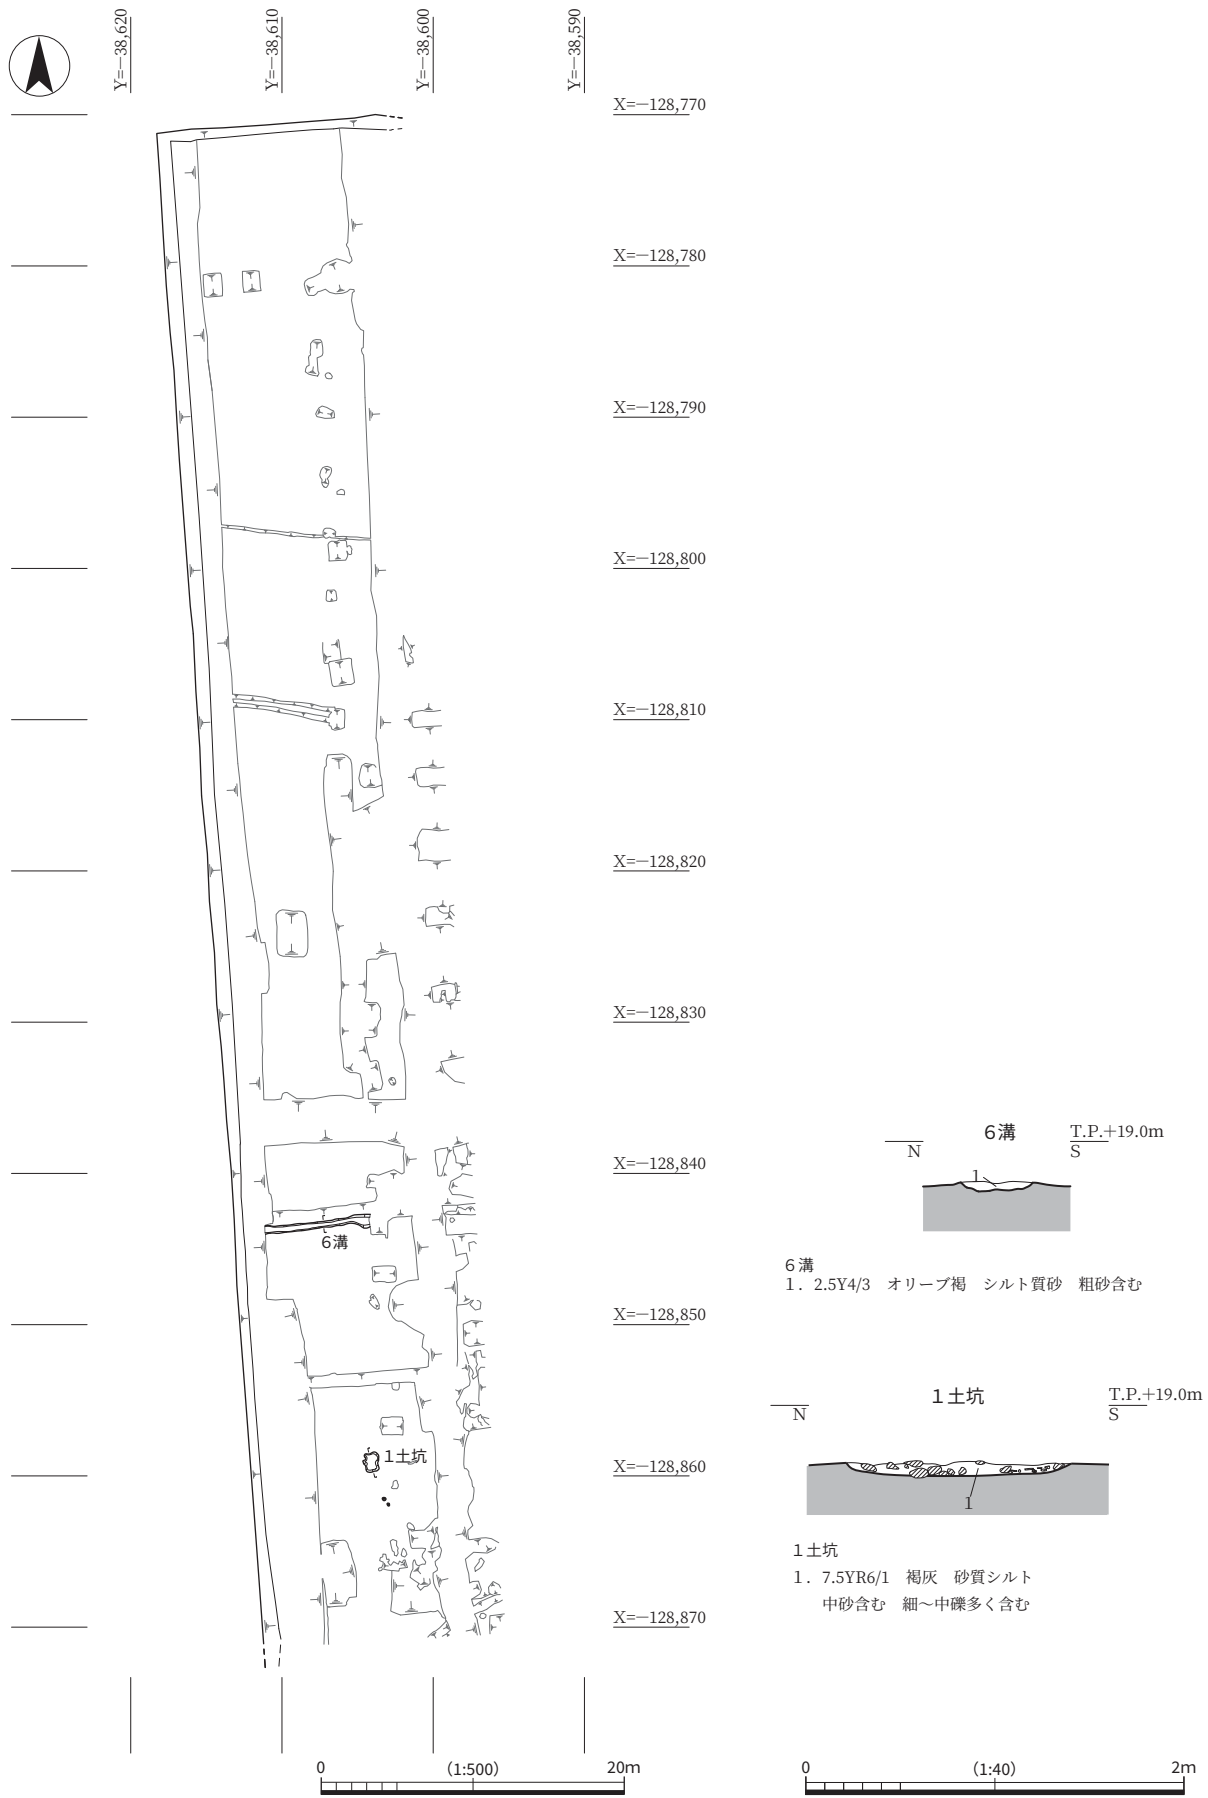 Y=－38,620
Y=－38,610
Y=－38,600
Y=－38,590
X=－128,770
X=－128,780
X=－128,790
X=－128,800
X=－128,810
X=－128,820
X=－128,830
X=－128,840
X=－128,850
X=－128,860
X=－128,870
６溝
１土坑
６溝
N
T.P.＋19.0m
S
1
６溝
１．2.5Y4/3　オリーブ褐　シルト質砂　粗砂含む
１土坑
N
T.P.＋19.0m
S
1
１土坑
１．7.5YR6/1　褐灰　砂質シルト
中砂含む　細～中礫多く含む
0 （1:500） 20m
0 （1:40） 2m